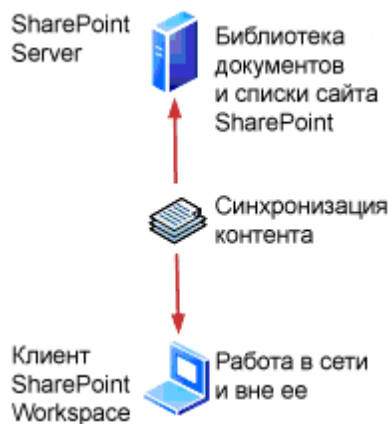 SharePoint
Server
Библиотека
документов
и списки сайта
SharePoint
Синхронизация
контента
Клиент
SharePoint
Workspace
Работа в сети
и вне ее